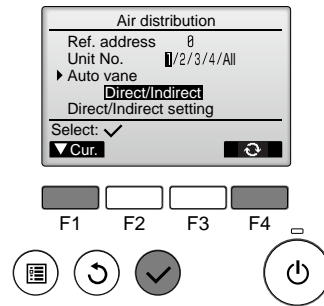 Air distribution
Ref. address 0
Unit No. 1/2/3/4/All
Auto vane
Direct/Indirect
Direct/Indirect setting
Select: ✓
▼Cur.
F1 F2 F3 F4